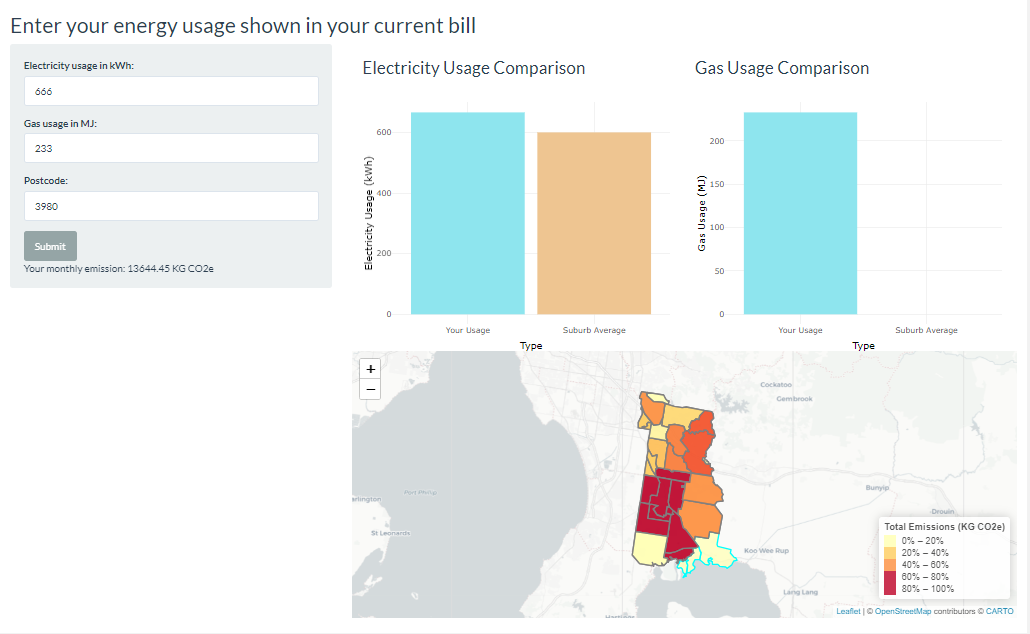 Enter your energy usage shown in your current bill
Electricity usage in kWh:
666
Gas usage in MJ:
233
Postcode:
3980
Submit
Your monthly emission: 13644.45 KG CO2e
Electricity Usage Comparison
Electricity Usage (kWh)
600
400
200
0
Your Usage
Suburb Average
Type
Gas Usage Comparison
Gas Usage (MJ)
200
150
100
50
0
Your Usage
Suburb Average
Type
+
−
Cockatoo
Gembrook
Port Phillip
St Leonards
Bunyip
Drouin
Koo Wee Rup
Lang Lang
Total Emissions (KG CO2e)
0% – 20%
20% – 40%
40% – 60%
60% – 80%
80% – 100%
Leaflet | © OpenStreetMap contributors © CARTO